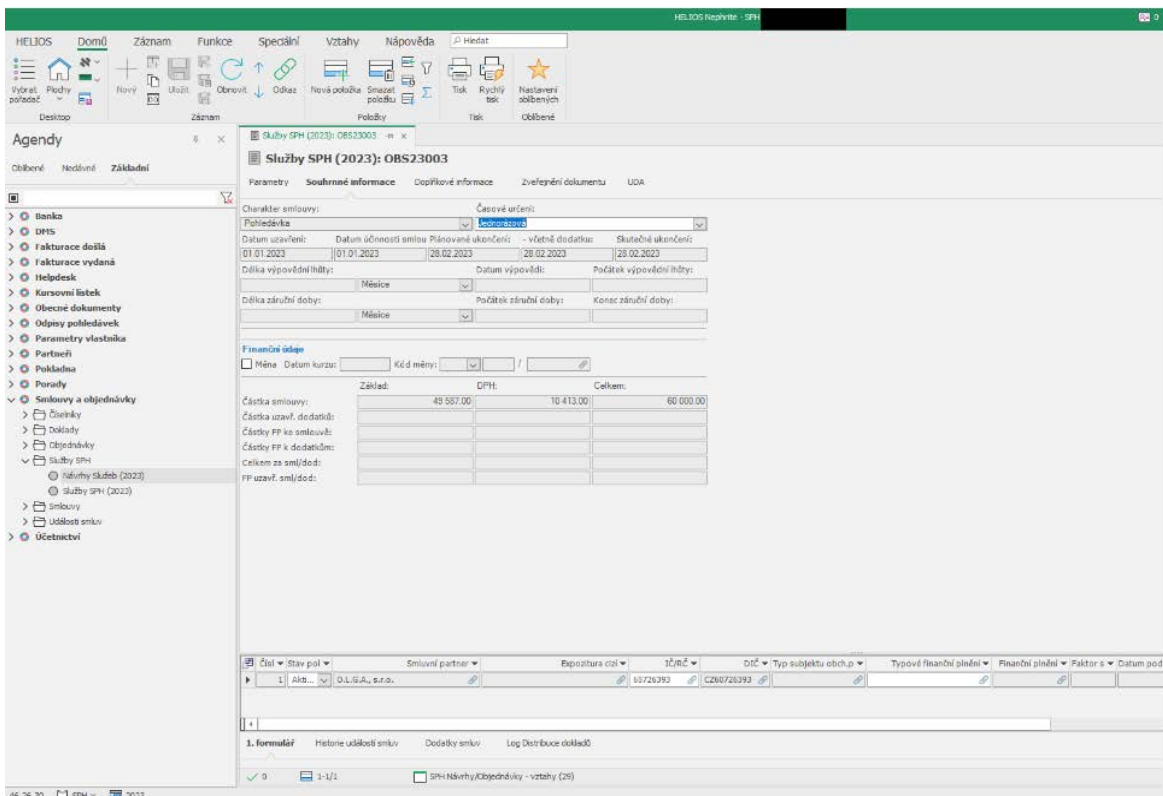 HELIOS Nephrite - SPH
0
HELIOS Domů Záznam Funkce Speciální Vztahy Nápověda Hledat
Vybrat pořadač Plochy Nový Uložit Obnovit Odkaz Nová položka Smazat položku Tisk Rychlý tisk Nastavení oblíbených
Desktop Záznam Položky Tisk Oblíbené
Agendy
Oblíbené Nedávné Základní
Banka
DMS
Fakturace došlá
Fakturace vydaná
Helpdesk
Kursovní lístek
Obecné dokumenty
Odpisy pohledávek
Parametry vlastníka
Partneři
Pokladna
Porady
Smlouvy a objednávky
Číselníky
Doklady
Objednávky
Služby SPH
Návrhy Služeb (2023)
Služby SPH (2023)
Smlouvy
Události smluv
Účetnictví
Služby SPH (2023): OBS23003
Služby SPH (2023): OBS23003
Parametry Souhrnné informace Doplňkové informace Zveřejnění dokumentu UDA
Charakter smlouvy: Časové určení:
Pohledávka Jednorázová
Datum uzavření: Datum účinnosti smlou Plánované ukončení: - včetně dodatku: Skutečné ukončení:
01.01.2023 01.01.2023 28.02.2023 28.02.2023 28.02.2023
Délka výpovědní lhůty: Datum výpovědi: Počátek výpovědní lhůty:
Měsíce
Délka záruční doby: Počátek záruční doby: Konec záruční doby:
Měsíce
Finanční údaje
Měna Datum kurzu: Kód měny: /
Základ: DPH: Celkem:
Částka smlouvy: 49 587.00 10 413.00 60 000.00
Částka uzavř. dodatků:
Částky FP ke smlouvě:
Částky FP k dodatkům:
Celkem za sml/dod:
FP uzavř. sml/dod:
Čísl Stav pol Smluvní partner Expozitura cizí IČ/RČ DIČ Typ subjektu obch.p Typové finanční plnění Finanční plnění Faktor s Datum pod
1 Akti... O.L.G.A., s.r.o. 60726393 CZ60726393
1. formulář Historie událostí smluv Dodatky smluv Log Distribuce dokladů
0 1-1/1 SPH Návrhy/Objednávky - vztahy (29)
SPH 2023